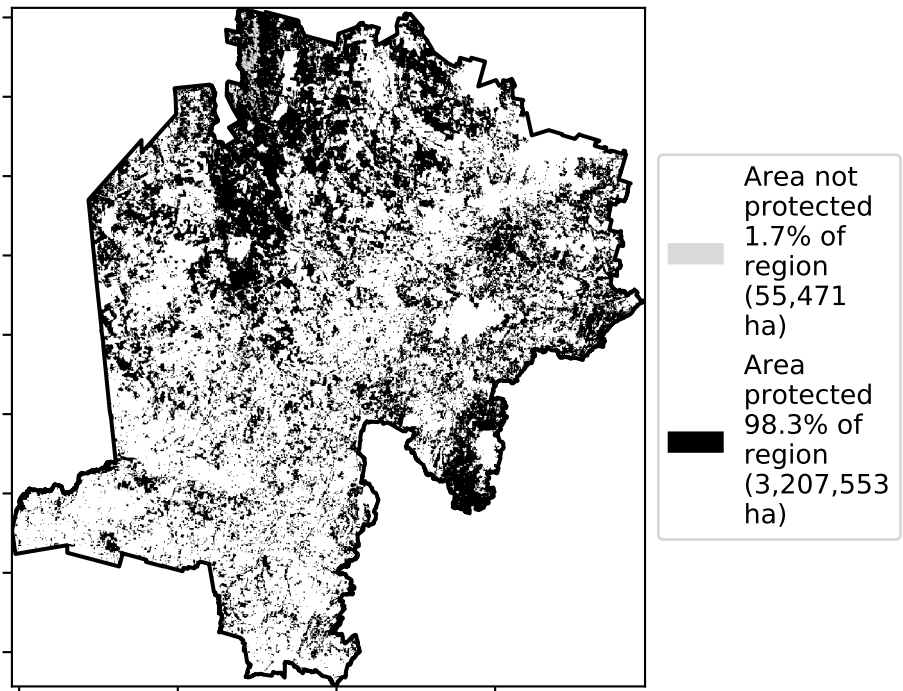 Area not
protected
1.7% of
region
(55,471
ha)
Area
protected
98.3% of
region
(3,207,553
ha)